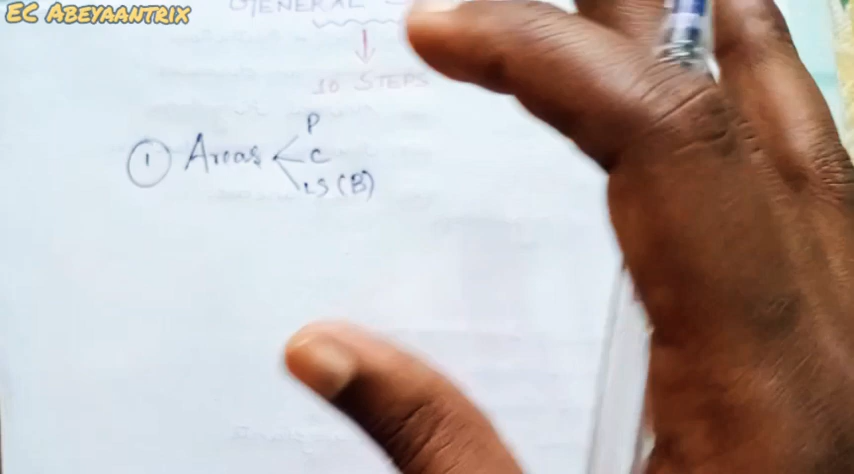 EC ABEYAANTRIX
GENERAL
10 STEPS
① Areas < P
C
LS (B)